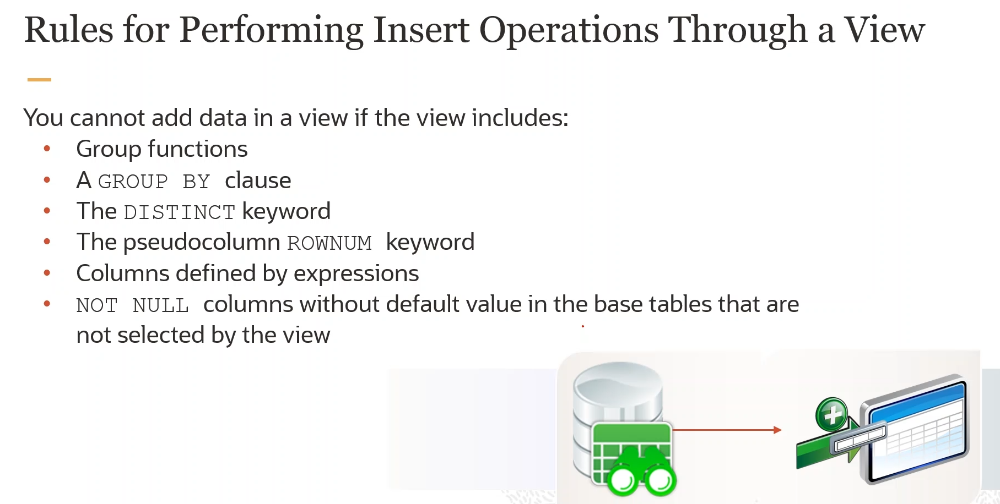 Rules for Performing Insert Operations Through a View
You cannot add data in a view if the view includes:
• Group functions
• A GROUP BY clause
• The DISTINCT keyword
• The pseudocolumn ROWNUM keyword
• Columns defined by expressions
• NOT NULL columns without default value in the base tables that are
not selected by the view